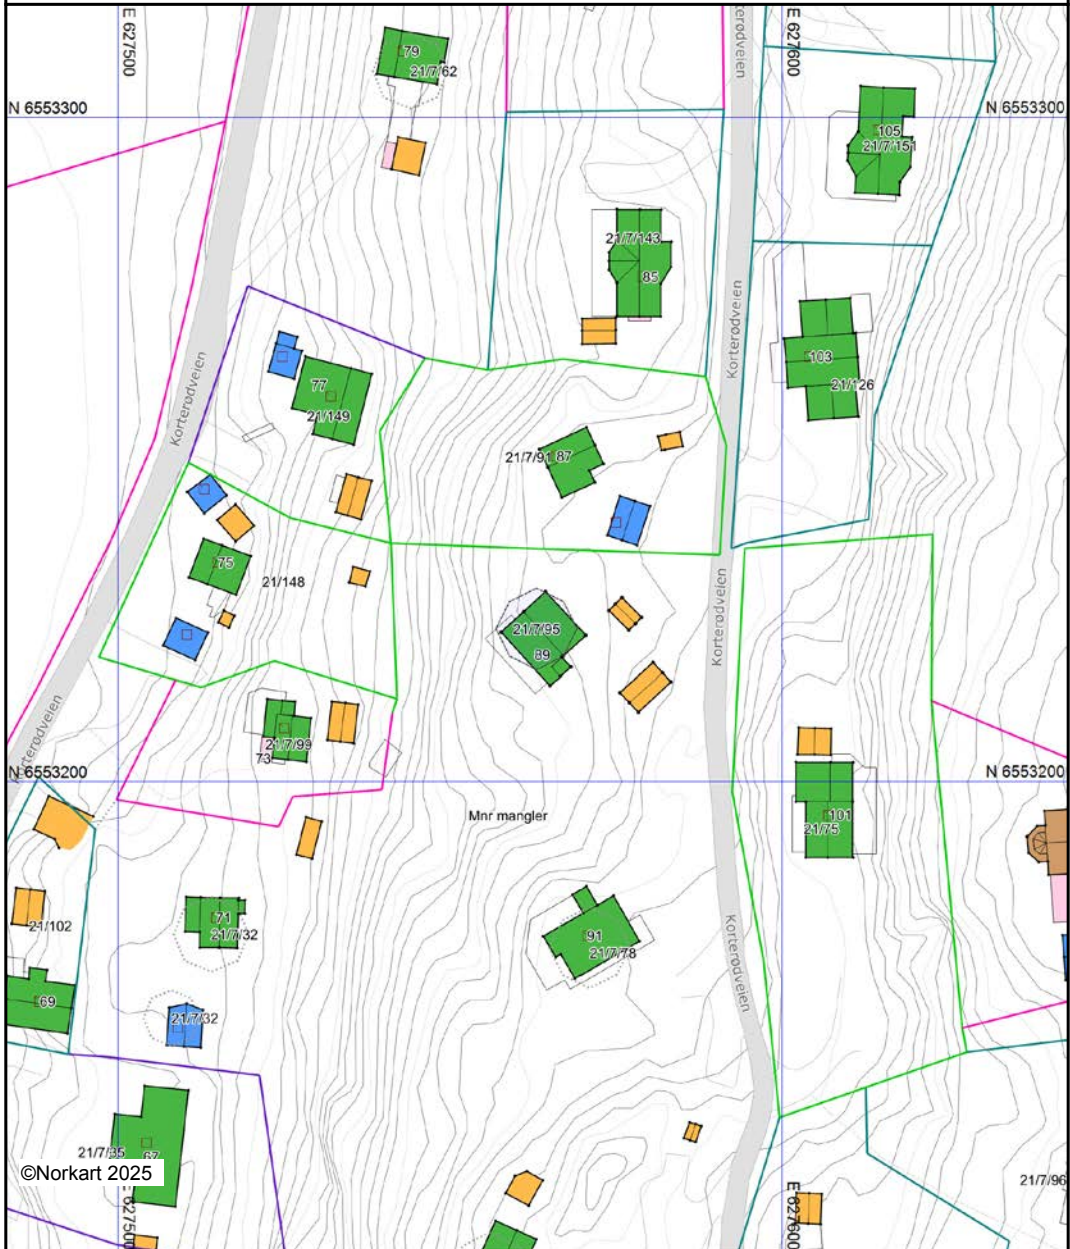 E 627500
E 627600
Korterødveien
79
21/7/62
N 6553300
N 6553300
105
21/7/151
21/7/143
85
Korterødveien
103
21/126
77
21/149
Korterødveien
21/7/91 87
75
21/148
Korterødveien
21/7/95
89
21/7/99
73
Korterødveien
N 6553200
N 6553200
Mnr mangler
101
21/75
71
21/7/32
21/102
91
21/7/78
Korterødveien
69
21/7/32
21/7/35
67
©Norkart 2025
21/7/96
E 627500
E 627600